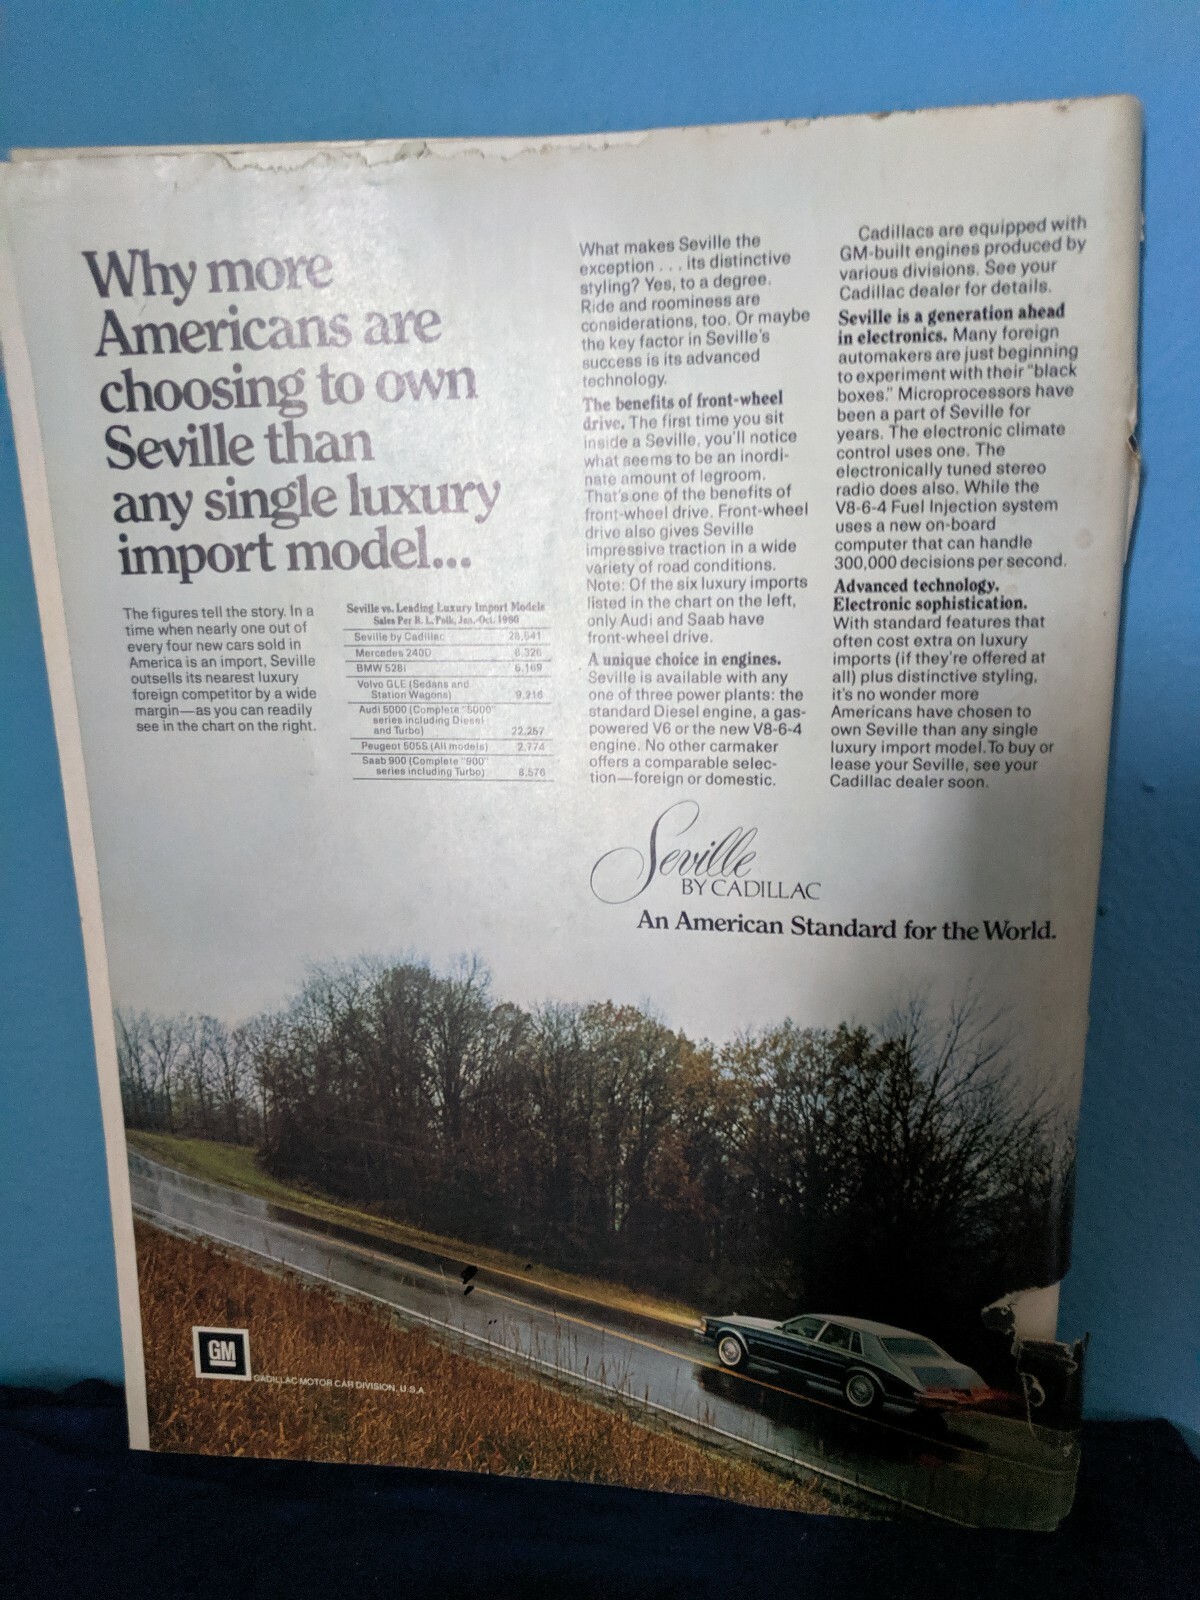 Why more
Americans are
choosing to own
Seville than
any single luxury
import model...
The figures tell the story. In a
time when nearly one out of
every four new cars sold in
America is an import, Seville
outsells its nearest luxury
foreign competitor by a wide
margin—as you can readily
see in the chart on the right.
Seville vs. Leading Luxury Import Models
Sales Per R. L. Polk, Jan.-Oct. 1980
Seville by Cadillac 28,641
Mercedes 240D 8,326
BMW 528i 6,169
Volvo GLE (Sedans and
Station Wagons) 9,216
Audi 5000 (Complete "5000"
series including Diesel
and Turbo) 22,257
Peugeot 505S (All models) 2,774
Saab 900 (Complete "900"
series including Turbo) 8,576
What makes Seville the
exception . . . its distinctive
styling? Yes, to a degree.
Ride and roominess are
considerations, too. Or maybe
the key factor in Seville's
success is its advanced
technology.
The benefits of front-wheel
drive. The first time you sit
inside a Seville, you'll notice
what seems to be an inordi-
nate amount of legroom.
That's one of the benefits of
front-wheel drive. Front-wheel
drive also gives Seville
impressive traction in a wide
variety of road conditions.
Note: Of the six luxury imports
listed in the chart on the left,
only Audi and Saab have
front-wheel drive.
A unique choice in engines.
Seville is available with any
one of three power plants: the
standard Diesel engine, a gas-
powered V6 or the new V8-6-4
engine. No other carmaker
offers a comparable selec-
tion—foreign or domestic.
Cadillacs are equipped with
GM-built engines produced by
various divisions. See your
Cadillac dealer for details.
Seville is a generation ahead
in electronics. Many foreign
automakers are just beginning
to experiment with their "black
boxes." Microprocessors have
been a part of Seville for
years. The electronic climate
control uses one. The
electronically tuned stereo
radio does also. While the
V8-6-4 Fuel Injection system
uses a new on-board
computer that can handle
300,000 decisions per second.
Advanced technology.
Electronic sophistication.
With standard features that
often cost extra on luxury
imports (if they're offered at
all) plus distinctive styling,
it's no wonder more
Americans have chosen to
own Seville than any single
luxury import model. To buy or
lease your Seville, see your
Cadillac dealer soon.
Seville
BY CADILLAC
An American Standard for the World.
GM
CADILLAC MOTOR CAR DIVISION, U.S.A.